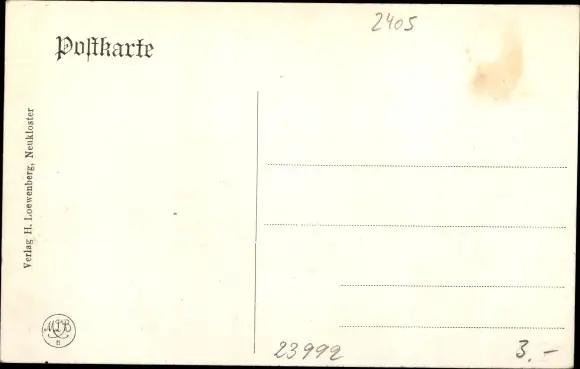 2405
Postkarte
Verlag H. Loewenberg, Neukloster
23992
3.-